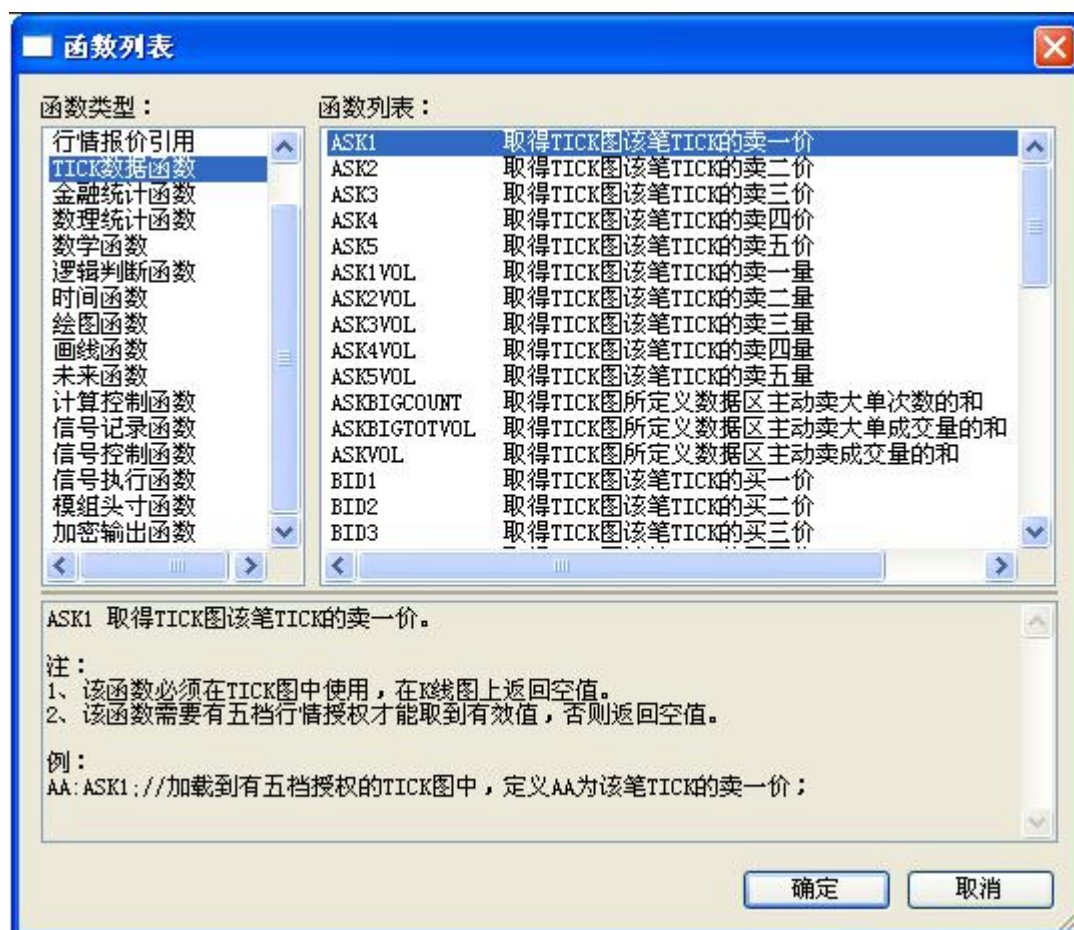 函数列表
函数类型：
函数列表：
行情报价引用
TICK数据函数
金融统计函数
数理统计函数
数学函数
逻辑判断函数
时间函数
绘图函数
画线函数
未来函数
计算控制函数
信号记录函数
信号控制函数
信号执行函数
模组头寸函数
加密输出函数
ASK1 取得TICK图该笔TICK的卖一价
ASK2 取得TICK图该笔TICK的卖二价
ASK3 取得TICK图该笔TICK的卖三价
ASK4 取得TICK图该笔TICK的卖四价
ASK5 取得TICK图该笔TICK的卖五价
ASK1VOL 取得TICK图该笔TICK的卖一量
ASK2VOL 取得TICK图该笔TICK的卖二量
ASK3VOL 取得TICK图该笔TICK的卖三量
ASK4VOL 取得TICK图该笔TICK的卖四量
ASK5VOL 取得TICK图该笔TICK的卖五量
ASKBIGCOUNT 取得TICK图所定义数据区主动卖大单次数的和
ASKBIGTOTVOL 取得TICK图所定义数据区主动卖大单成交量的和
ASKVOL 取得TICK图所定义数据区主动卖成交量的和
BID1 取得TICK图该笔TICK的买一价
BID2 取得TICK图该笔TICK的买二价
BID3 取得TICK图该笔TICK的买三价
ASK1 取得TICK图该笔TICK的卖一价。
注：
1、该函数必须在TICK图中使用，在K线图上返回空值。
2、该函数需要有五档行情授权才能取到有效值，否则返回空值。
例：
AA:ASK1;//加载到有五档授权的TICK图中，定义AA为该笔TICK的卖一价；
确定
取消